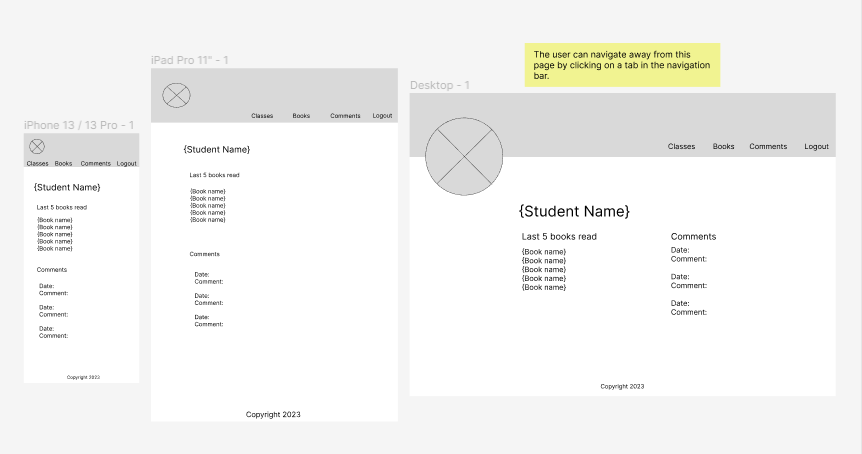 The user can navigate away from this
page by clicking on a tab in the navigation
bar.
iPhone 13 / 13 Pro - 1
Classes Books Comments Logout
{Student Name}
Last 5 books read
{Book name}
{Book name}
{Book name}
{Book name}
{Book name}
Comments
Date:
Comment:
Date:
Comment:
Date:
Comment:
Copyright 2023
iPad Pro 11" - 1
Classes Books Comments Logout
{Student Name}
Last 5 books read
{Book name}
{Book name}
{Book name}
{Book name}
{Book name}
Comments
Date:
Comment:
Date:
Comment:
Date:
Comment:
Copyright 2023
Desktop - 1
Classes Books Comments Logout
{Student Name}
Last 5 books read
{Book name}
{Book name}
{Book name}
{Book name}
{Book name}
Comments
Date:
Comment:
Date:
Comment:
Date:
Comment:
Copyright 2023